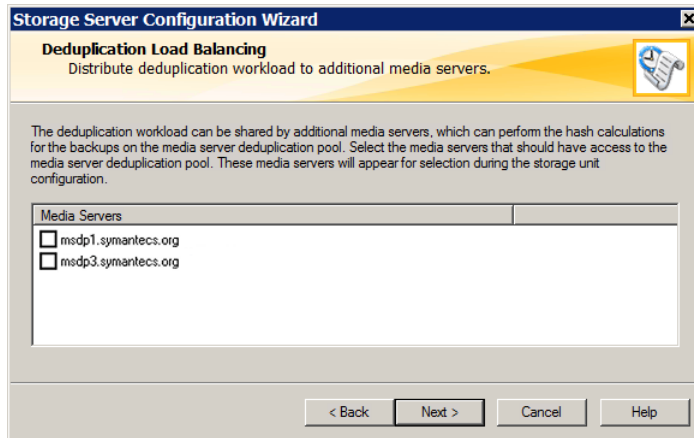 Storage Server Configuration Wizard
Deduplication Load Balancing
Distribute deduplication workload to additional media servers.
The deduplication workload can be shared by additional media servers, which can perform the hash calculations
for the backups on the media server deduplication pool. Select the media servers that should have access to the
media server deduplication pool. These media servers will appear for selection during the storage unit
configuration.
Media Servers
msdp1.symantecs.org
msdp3.symantecs.org
< Back Next > Cancel Help